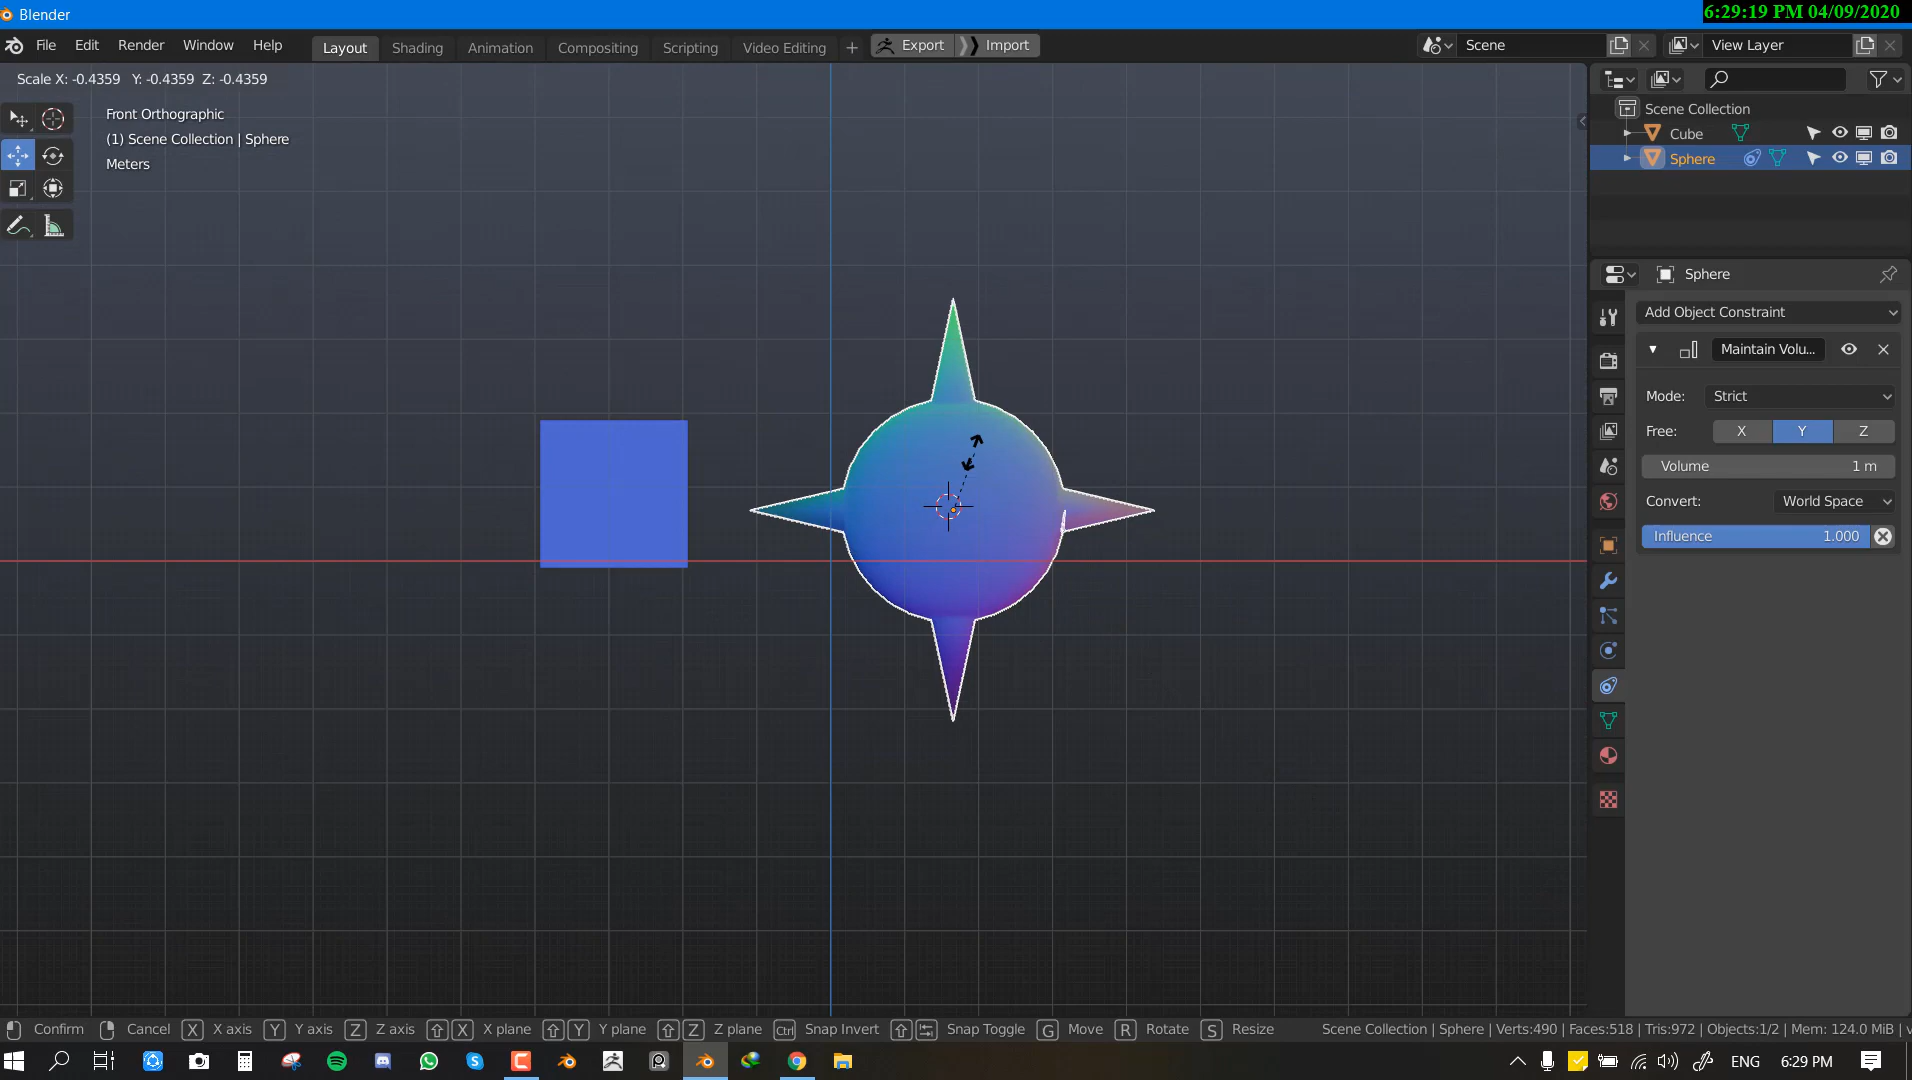 Blender
6:29:19 PM 04/09/2020
File Edit Render Window Help Layout Shading Animation Compositing Scripting Video Editing + Export Import Scene View Layer
Scale X: -0.4359 Y: -0.4359 Z: -0.4359
Front Orthographic
(1) Scene Collection | Sphere
Meters
Scene Collection
Cube
Sphere
Sphere
Add Object Constraint
Maintain Volu...
Mode: Strict
Free: X Y Z
Volume 1 m
Convert: World Space
Influence 1.000
Confirm Cancel X X axis Y Y axis Z Z axis X X plane Y Y plane Z Z plane Ctrl Snap Invert Snap Toggle G Move R Rotate S Resize Scene Collection | Sphere | Verts:490 | Faces:518 | Tris:972 | Objects:1/2 | Mem: 124.0 MiB | v
ENG 6:29 PM